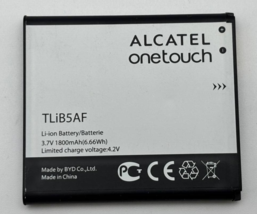 ALCATEL
onetouch
TLiB5AF
Li-ion Battery/Batterie
3.7V 1800mAh(6.66Wh)
Limited charge voltage:4.2V
Made by BYD Co.,Ltd.
Made in China